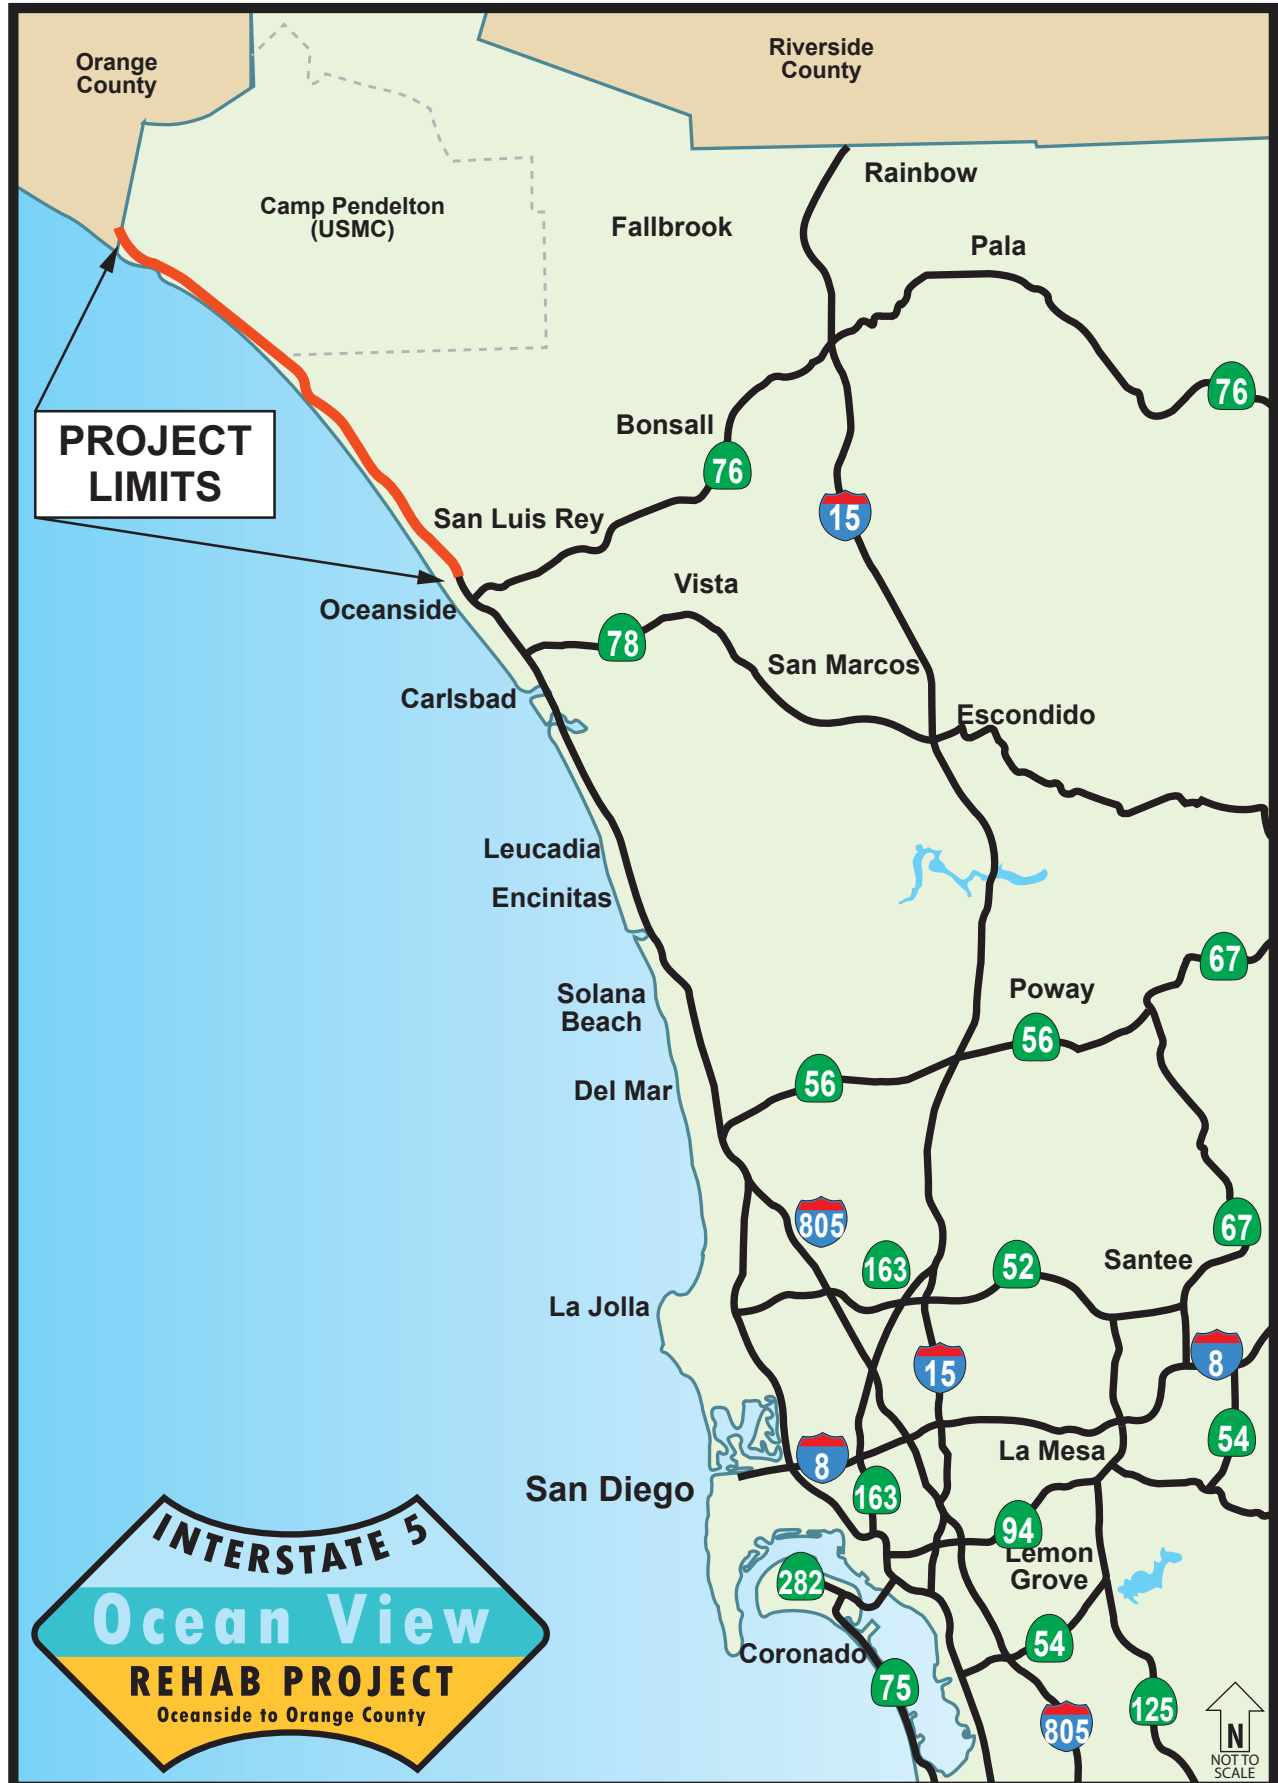 Orange
County
Riverside
County
Rainbow
Camp Pendelton
(USMC)
Fallbrook
Pala
76
PROJECT
LIMITS
Bonsall
76
15
San Luis Rey
Vista
Oceanside
78
San Marcos
Carlsbad
Escondido
Leucadia
Encinitas
67
Solana
Beach
Poway
56
56
Del Mar
805
67
163
52
Santee
La Jolla
15
8
54
La Mesa
8
San Diego
163
94
Lemon
Grove
282
54
Coronado
75
125
805
INTERSTATE 5
Ocean View
REHAB PROJECT
Oceanside to Orange County
N
NOT TO
SCALE